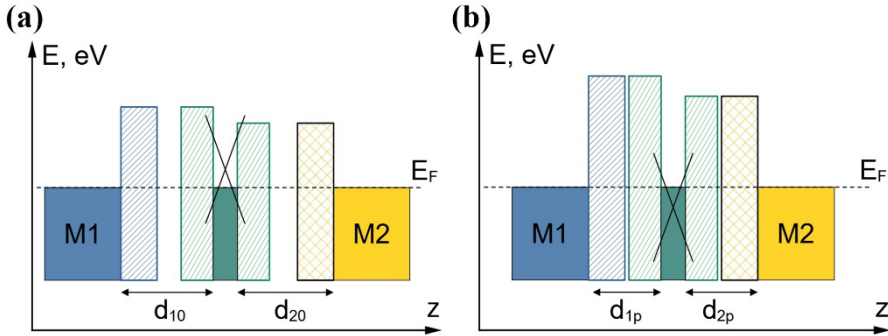 (a)
E, eV
E_F
M1
M2
d_10
d_20
z
(b)
E, eV
E_F
M1
M2
d_1p
d_2p
z